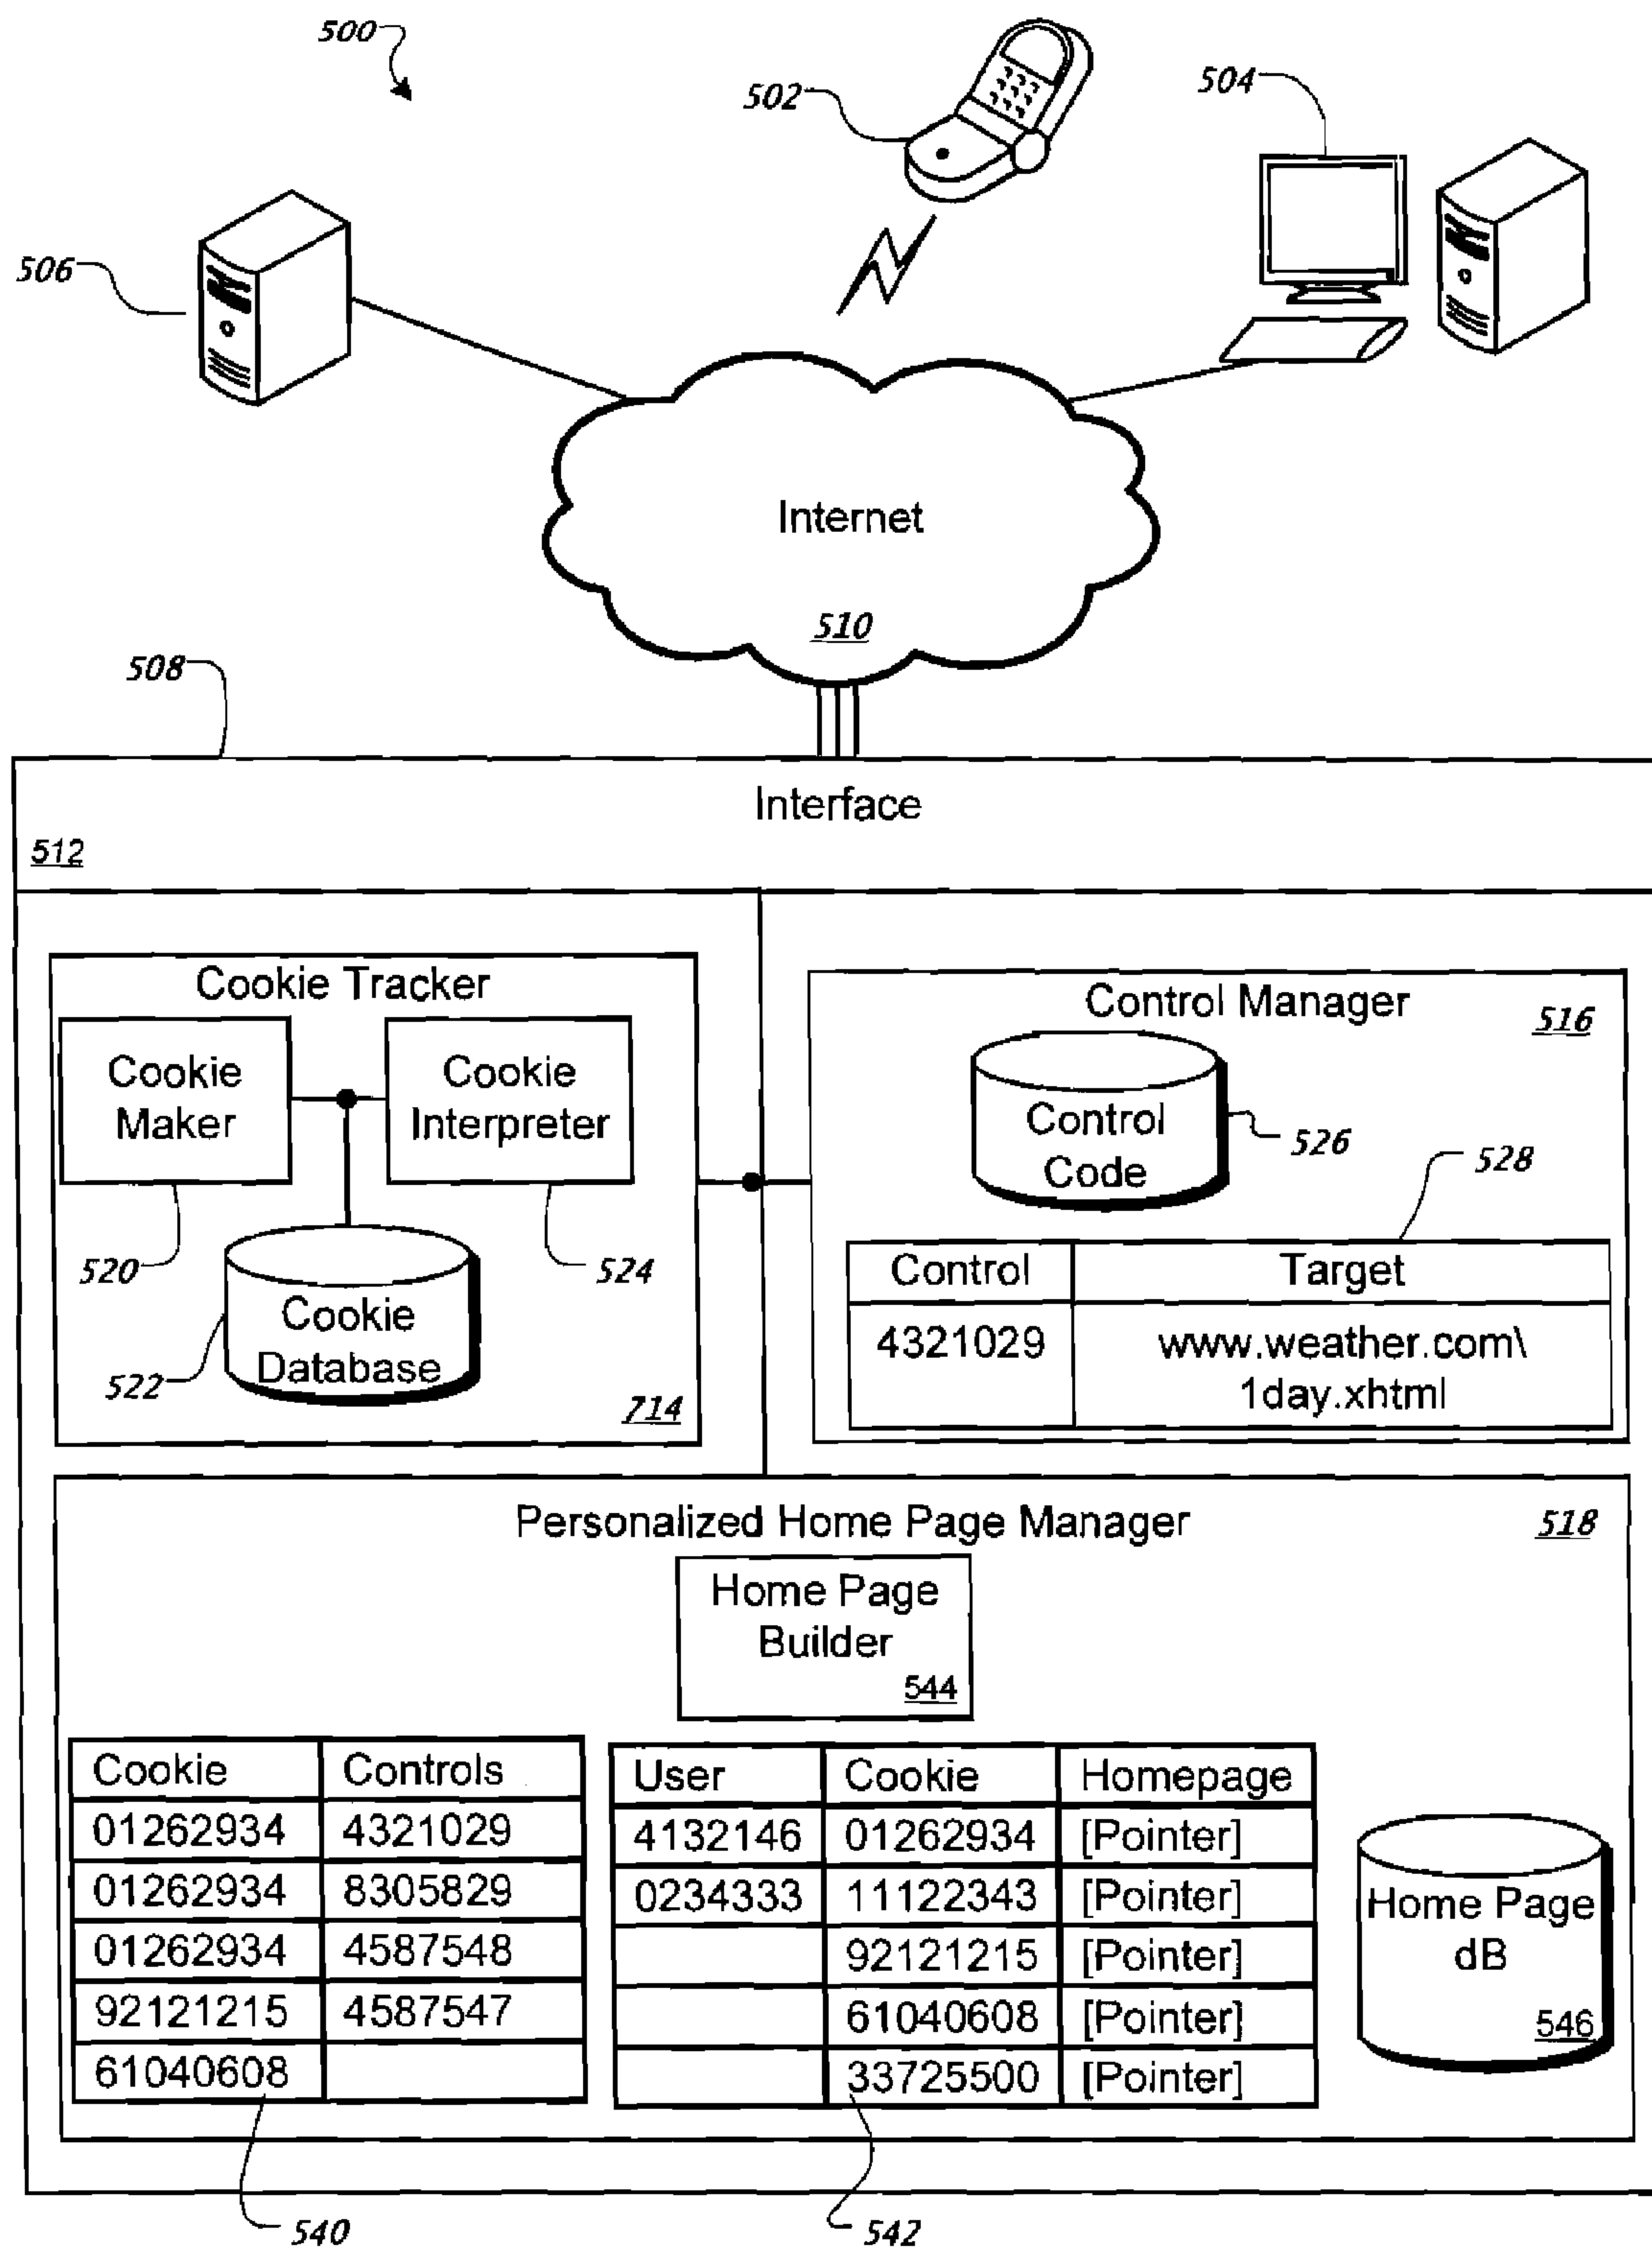 500
502
504
506
Internet
510
508
Interface
512
Cookie Tracker
Cookie
Maker
Cookie
Interpreter
520
524
Cookie
Database
522
714
Control Manager
516
Control
Code
526
528
Control Target
4321029 www.weather.com\
1day.xhtml
Personalized Home Page Manager
518
Home Page
Builder
544
Cookie Controls
01262934 4321029
01262934 8305829
01262934 4587548
92121215 4587547
61040608
User Cookie Homepage
4132146 01262934 [Pointer]
0234333 11122343 [Pointer]
92121215 [Pointer]
61040608 [Pointer]
33725500 [Pointer]
Home Page
dB
546
540
542